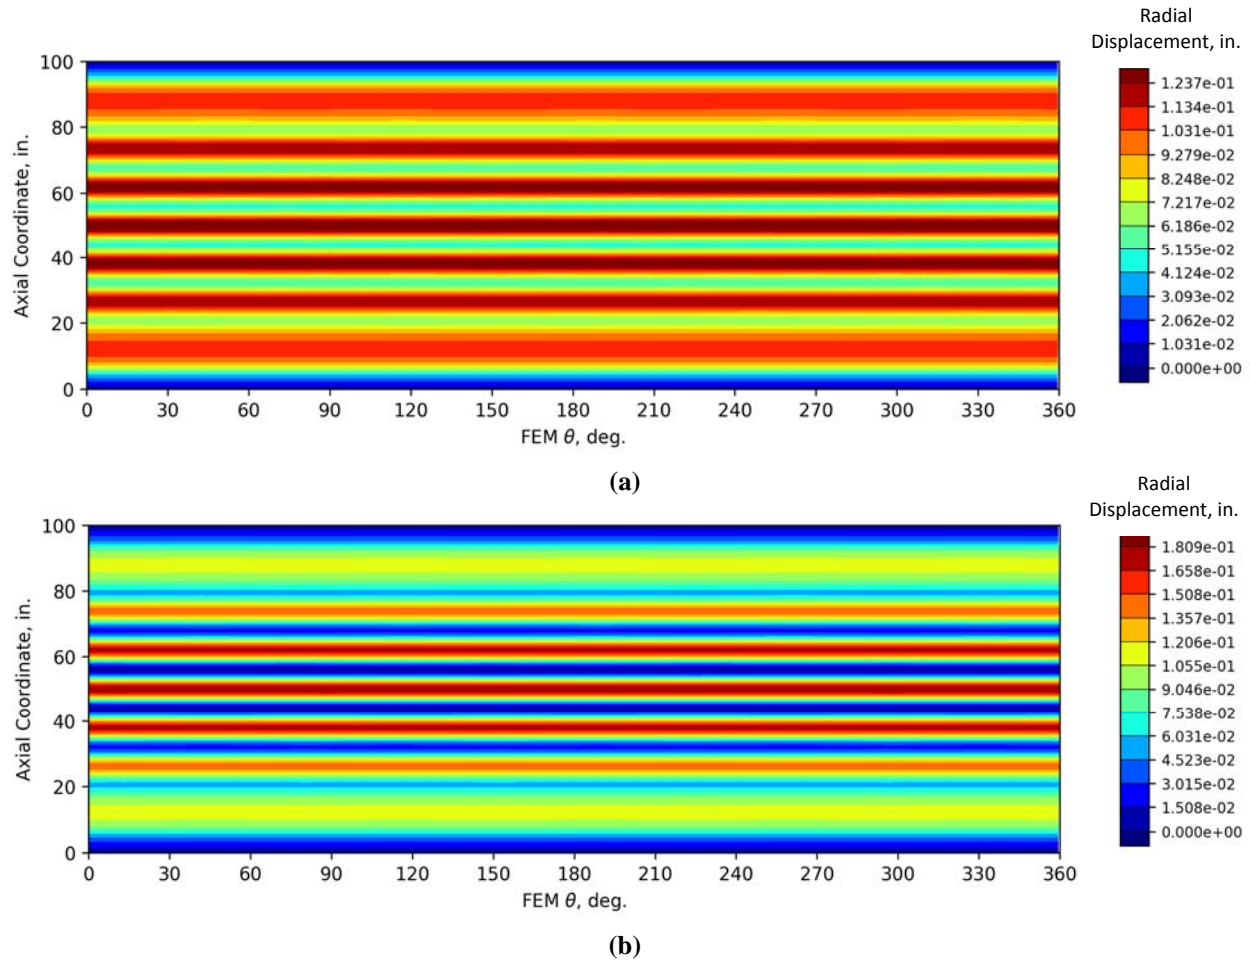 Radial
Displacement, in.
1.237e-01
1.134e-01
1.031e-01
9.279e-02
8.248e-02
7.217e-02
6.186e-02
5.155e-02
4.124e-02
3.093e-02
2.062e-02
1.031e-02
0.000e+00
100
80
60
40
20
0
Axial Coordinate, in.
0 30 60 90 120 150 180 210 240 270 300 330 360
FEM θ, deg.
(a)
Radial
Displacement, in.
1.809e-01
1.658e-01
1.508e-01
1.357e-01
1.206e-01
1.055e-01
9.046e-02
7.538e-02
6.031e-02
4.523e-02
3.015e-02
1.508e-02
0.000e+00
100
80
60
40
20
0
Axial Coordinate, in.
0 30 60 90 120 150 180 210 240 270 300 330 360
FEM θ, deg.
(b)